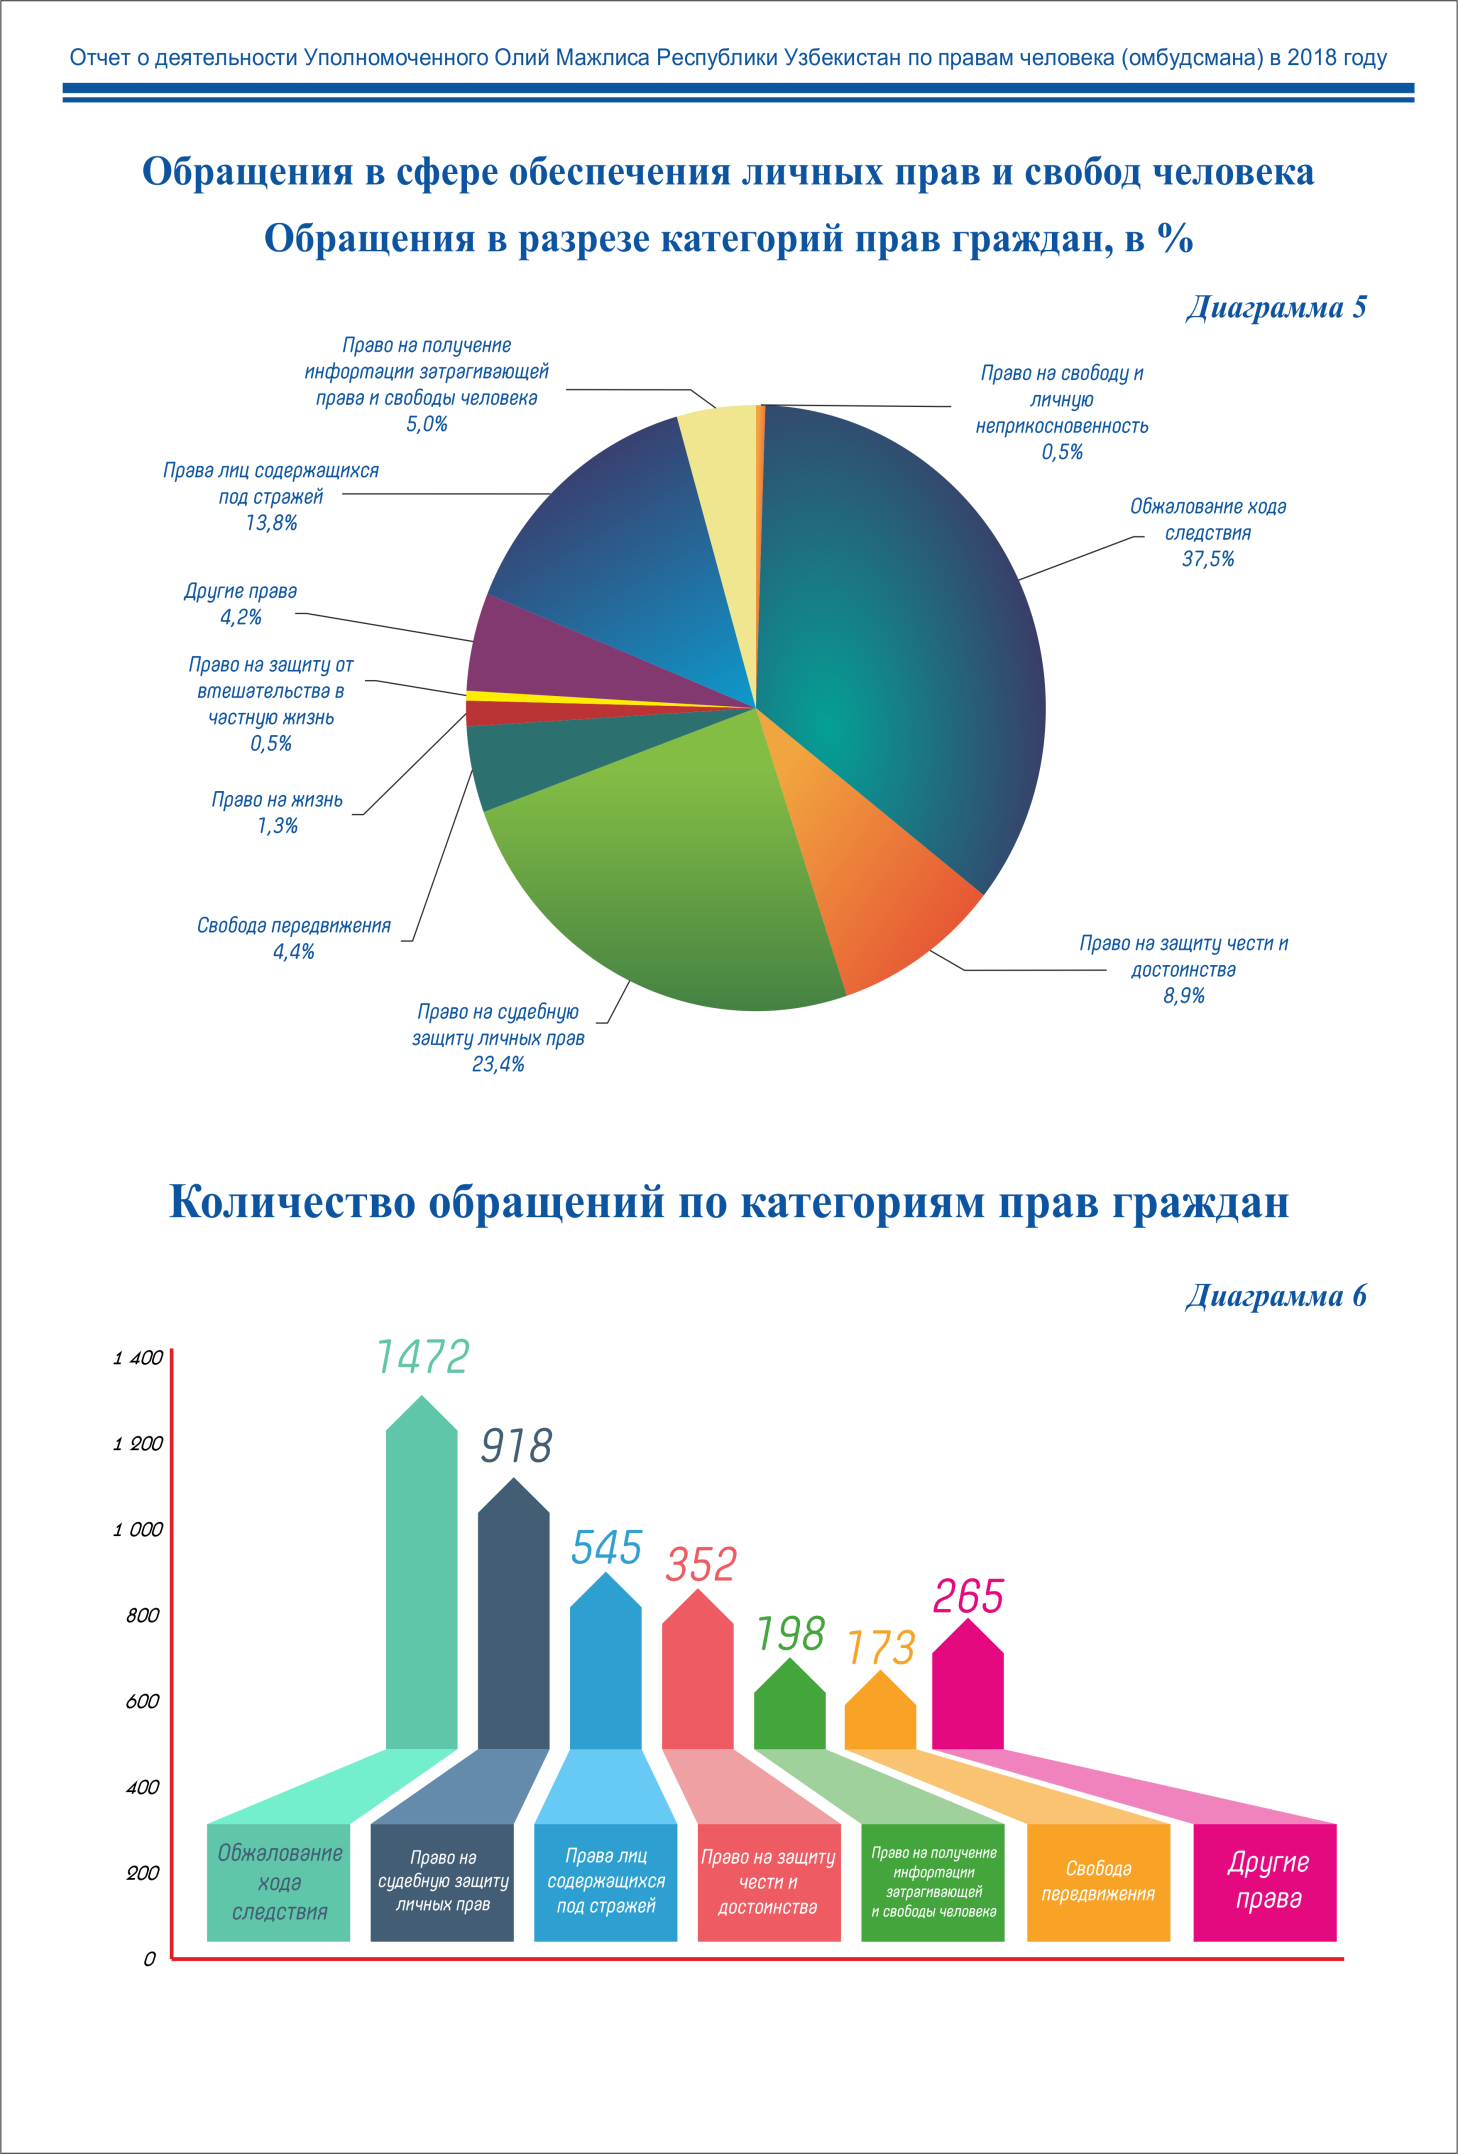 Отчет о деятельности Уполномоченного Олий Мажлиса Республики Узбекистан по правам человека (омбудсмана) в 2018 году
Обращения в сфере обеспечения личных прав и свобод человека
Обращения в разрезе категорий прав граждан, в %
Диаграмма 5
Право на получение
информации затрагивающей
права и свободы человека
5,0%
Право на свободу и
личную
неприкосновенность
0,5%
Права лиц содержащихся
под стражей
13,8%
Обжалование хода
следствия
37,5%
Другие права
4,2%
Право на защиту от
вмешательства в
частную жизнь
0,5%
Право на жизнь
1,3%
Свобода передвижения
4,4%
Право на защиту чести и
достоинства
8,9%
Право на судебную
защиту личных прав
23,4%
Количество обращений по категориям прав граждан
Диаграмма 6
1 400
1 200
1 000
800
600
400
200
0
1472
918
545
352
198
173
265
Обжалование
хода
следствия
Право на
судебную защиту
личных прав
Права лиц
содержащихся
под стражей
Право на защиту
чести и
достоинства
Право на получение
информации
затрагивающей
и свободы человека
Свобода
передвижения
Другие
права